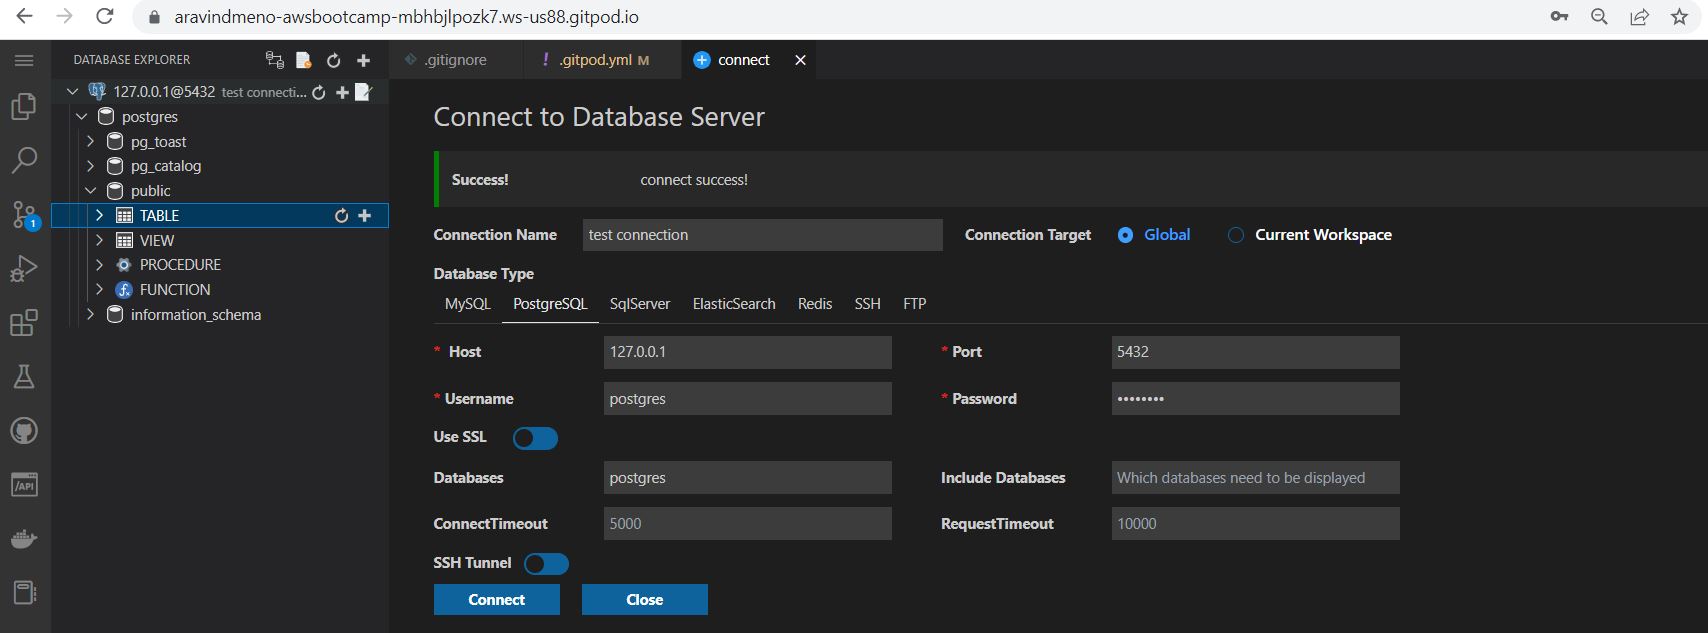 aravindmeno-awsbootcamp-mbhbjlpozk7.ws-us88.gitpod.io
DATABASE EXPLORER
.gitignore
! .gitpod.yml M
connect
127.0.0.1@5432 test connecti...
postgres
pg_toast
pg_catalog
public
TABLE
VIEW
PROCEDURE
FUNCTION
information_schema
1
/API
Connect to Database Server
Success! connect success!
Connection Name test connection Connection Target Global Current Workspace
Database Type
MySQL PostgreSQL SqlServer ElasticSearch Redis SSH FTP
* Host 127.0.0.1 * Port 5432
* Username postgres * Password ••••••••
Use SSL
Databases postgres Include Databases Which databases need to be displayed
ConnectTimeout 5000 RequestTimeout 10000
SSH Tunnel
Connect Close